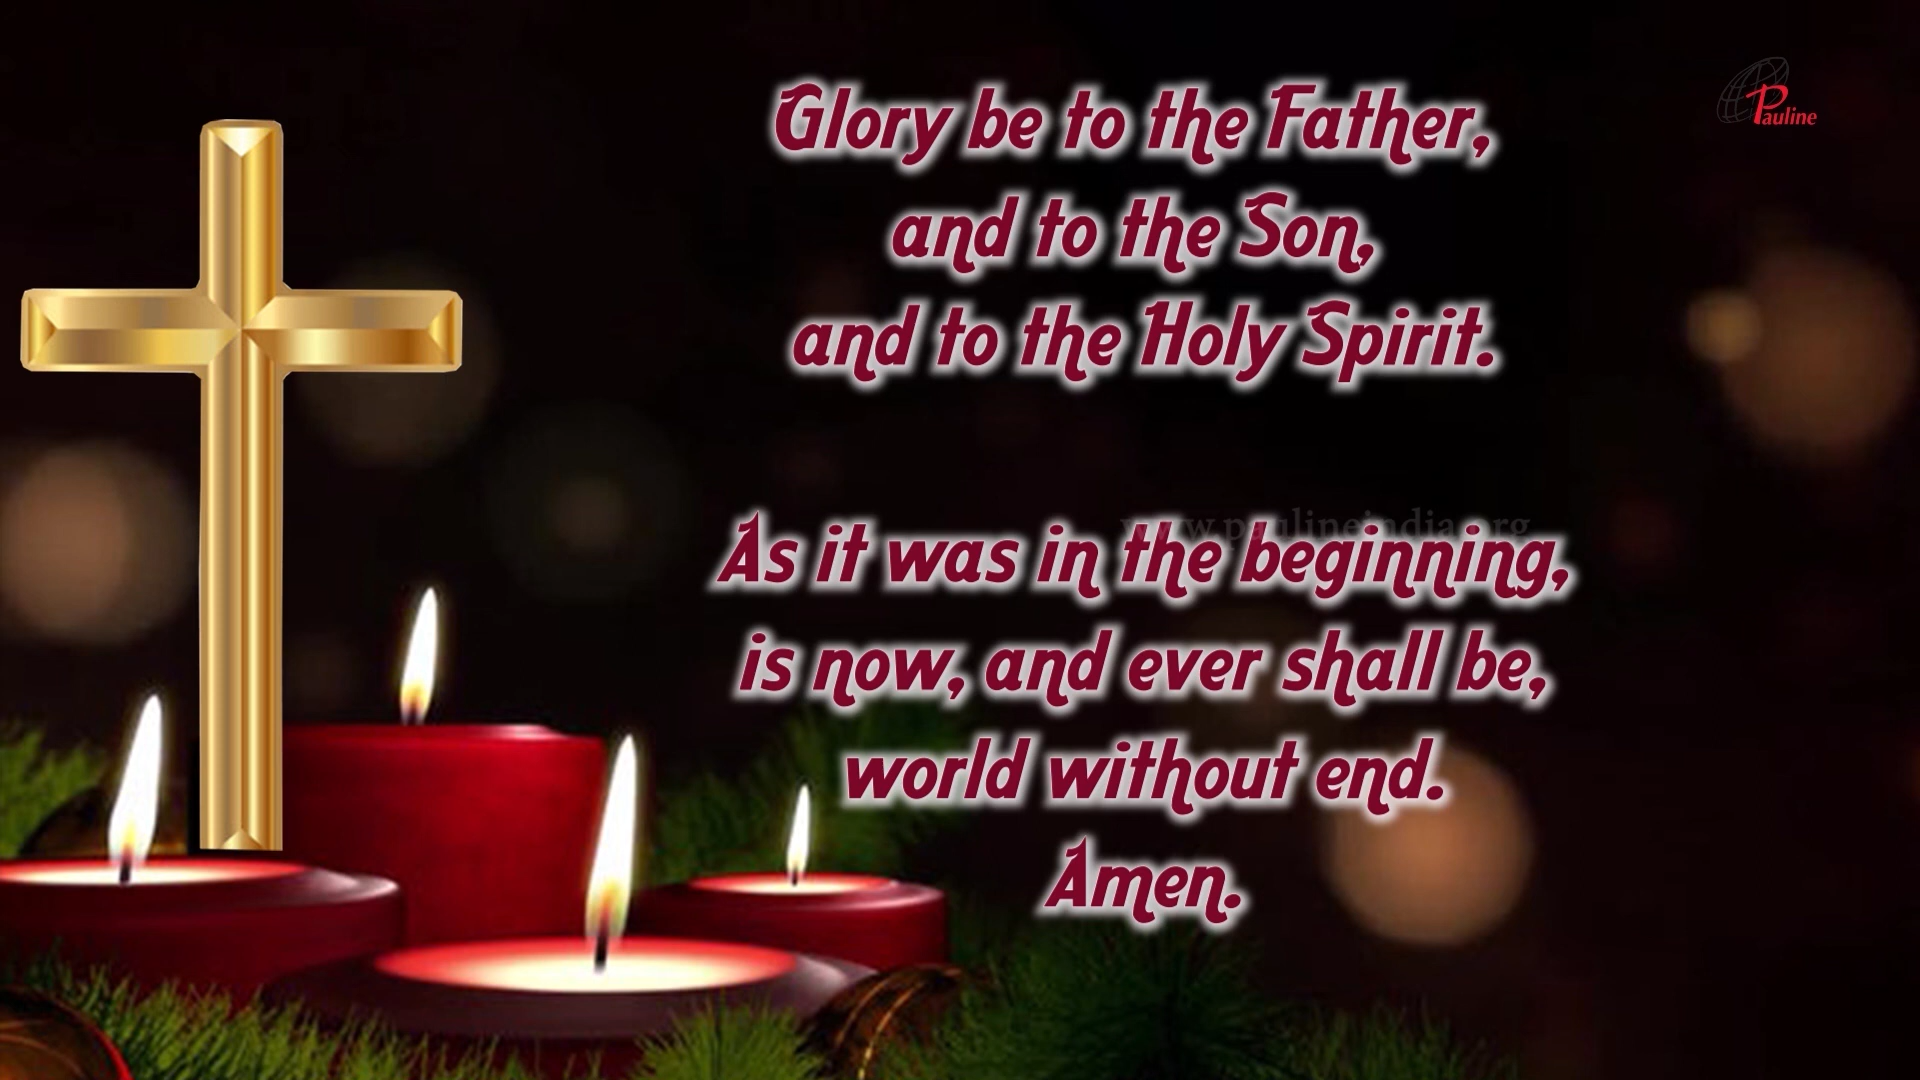 Pauline
Glory be to the Father,
and to the Son,
and to the Holy Spirit.
www.paulineindia.org
As it was in the beginning,
is now, and ever shall be,
world without end.
Amen.